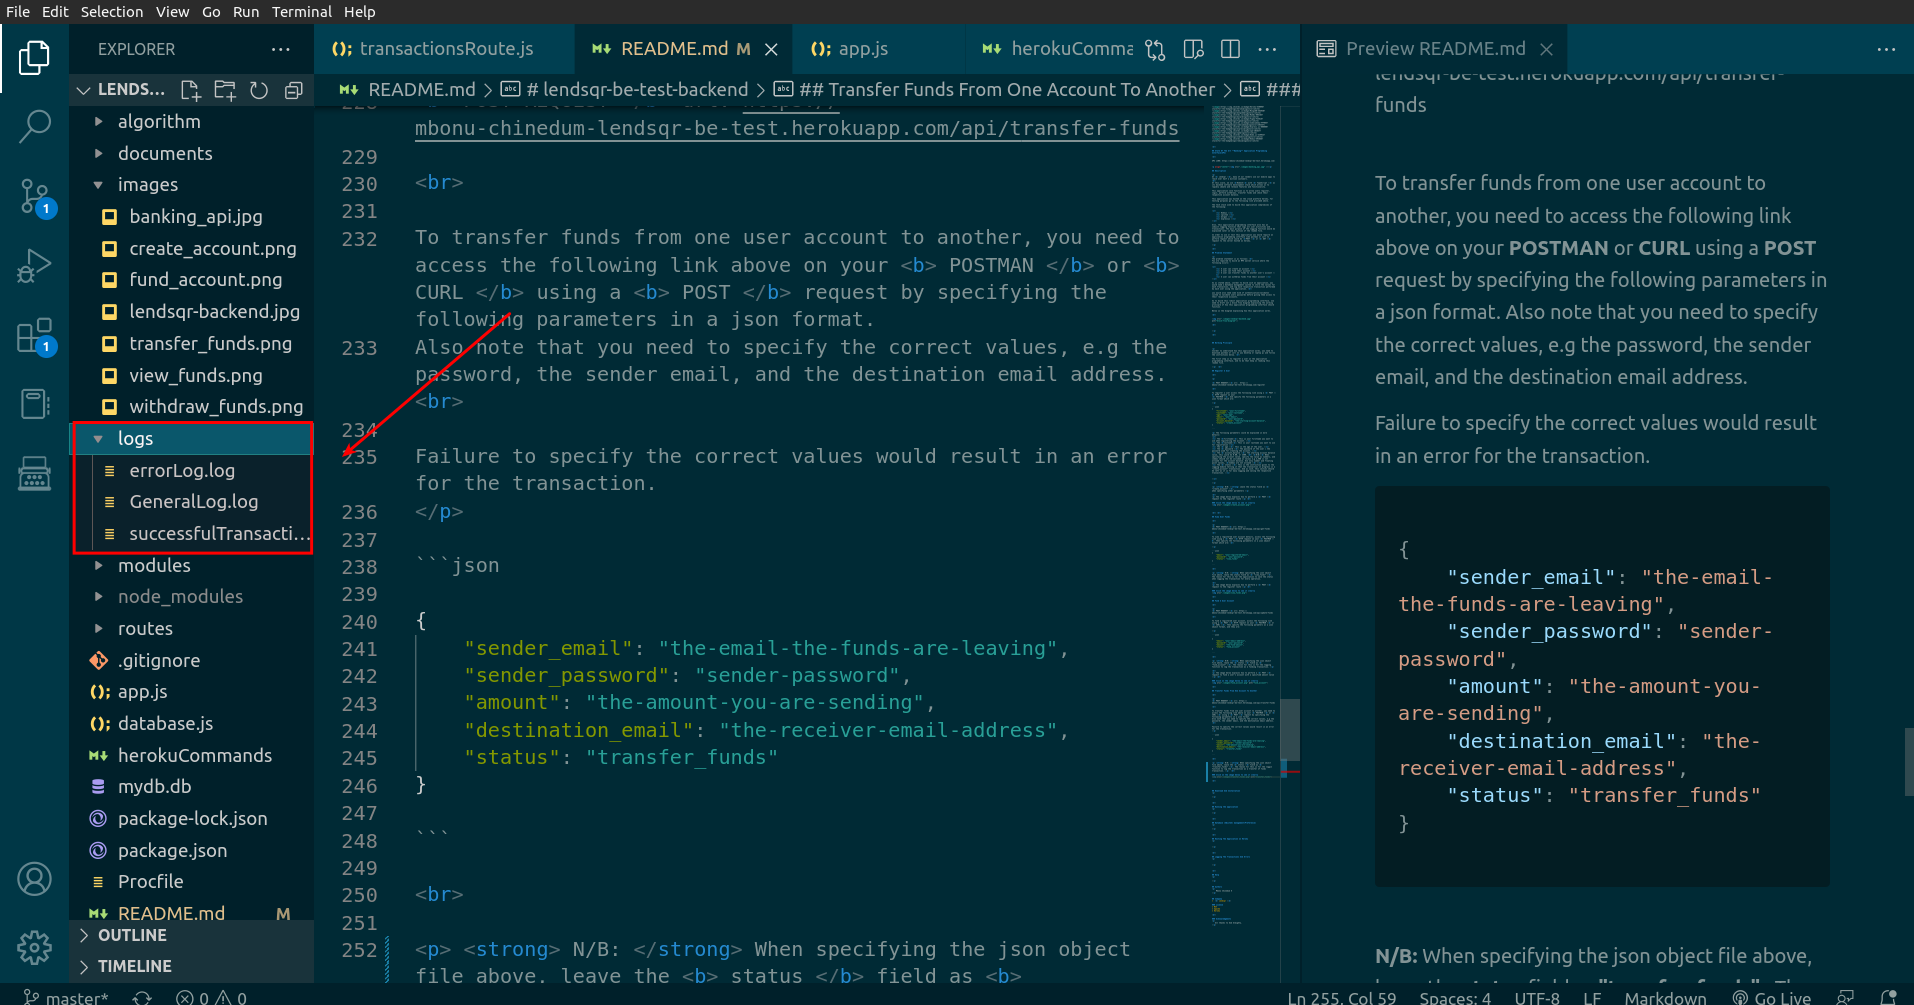 File Edit Selection View Go Run Terminal Help
EXPLORER
LENDS...
algorithm
documents
images
banking_api.jpg
create_account.png
fund_account.png
lendsqr-backend.jpg
transfer_funds.png
view_funds.png
withdraw_funds.png
logs
errorLog.log
GeneralLog.log
successfulTransacti...
modules
node_modules
routes
.gitignore
app.js
database.js
herokuCommands
mydb.db
package-lock.json
package.json
Procfile
README.md M
OUTLINE
TIMELINE
1
1
transactionsRoute.js README.md M app.js herokuComma
README.md > # lendsqr-be-test-backend > ## Transfer Funds From One Account To Another > ###
mbonu-chinedum-lendsqr-be-test.herokuapp.com/api/transfer-funds
229
230 <br>
231
232 To transfer funds from one user account to another, you need to
access the following link above on your <b> POSTMAN </b> or <b>
CURL </b> using a <b> POST </b> request by specifying the
following parameters in a json format.
233 Also note that you need to specify the correct values, e.g the
password, the sender email, and the destination email address.
<br>
234
235 Failure to specify the correct values would result in an error
for the transaction.
236 </p>
237
238 ```json
239
240 {
241 "sender_email": "the-email-the-funds-are-leaving",
242 "sender_password": "sender-password",
243 "amount": "the-amount-you-are-sending",
244 "destination_email": "the-receiver-email-address",
245 "status": "transfer_funds"
246 }
247
248 ```
249
250 <br>
251
252 <p> <strong> N/B: </strong> When specifying the json object
file above, leave the <b> status </b> field as <b>
Preview README.md
lendsqr-be-test.herokuapp.com/api/transfer-
funds
To transfer funds from one user account to
another, you need to access the following link
above on your POSTMAN or CURL using a POST
request by specifying the following parameters in
a json format. Also note that you need to specify
the correct values, e.g the password, the sender
email, and the destination email address.
Failure to specify the correct values would result
in an error for the transaction.
{
"sender_email": "the-email-
the-funds-are-leaving",
"sender_password": "sender-
password",
"amount": "the-amount-you-
are-sending",
"destination_email": "the-
receiver-email-address",
"status": "transfer_funds"
}
N/B: When specifying the json object file above,
master* 0 0 Ln 255, Col 59 Spaces: 4 UTF-8 LF Markdown Go Live